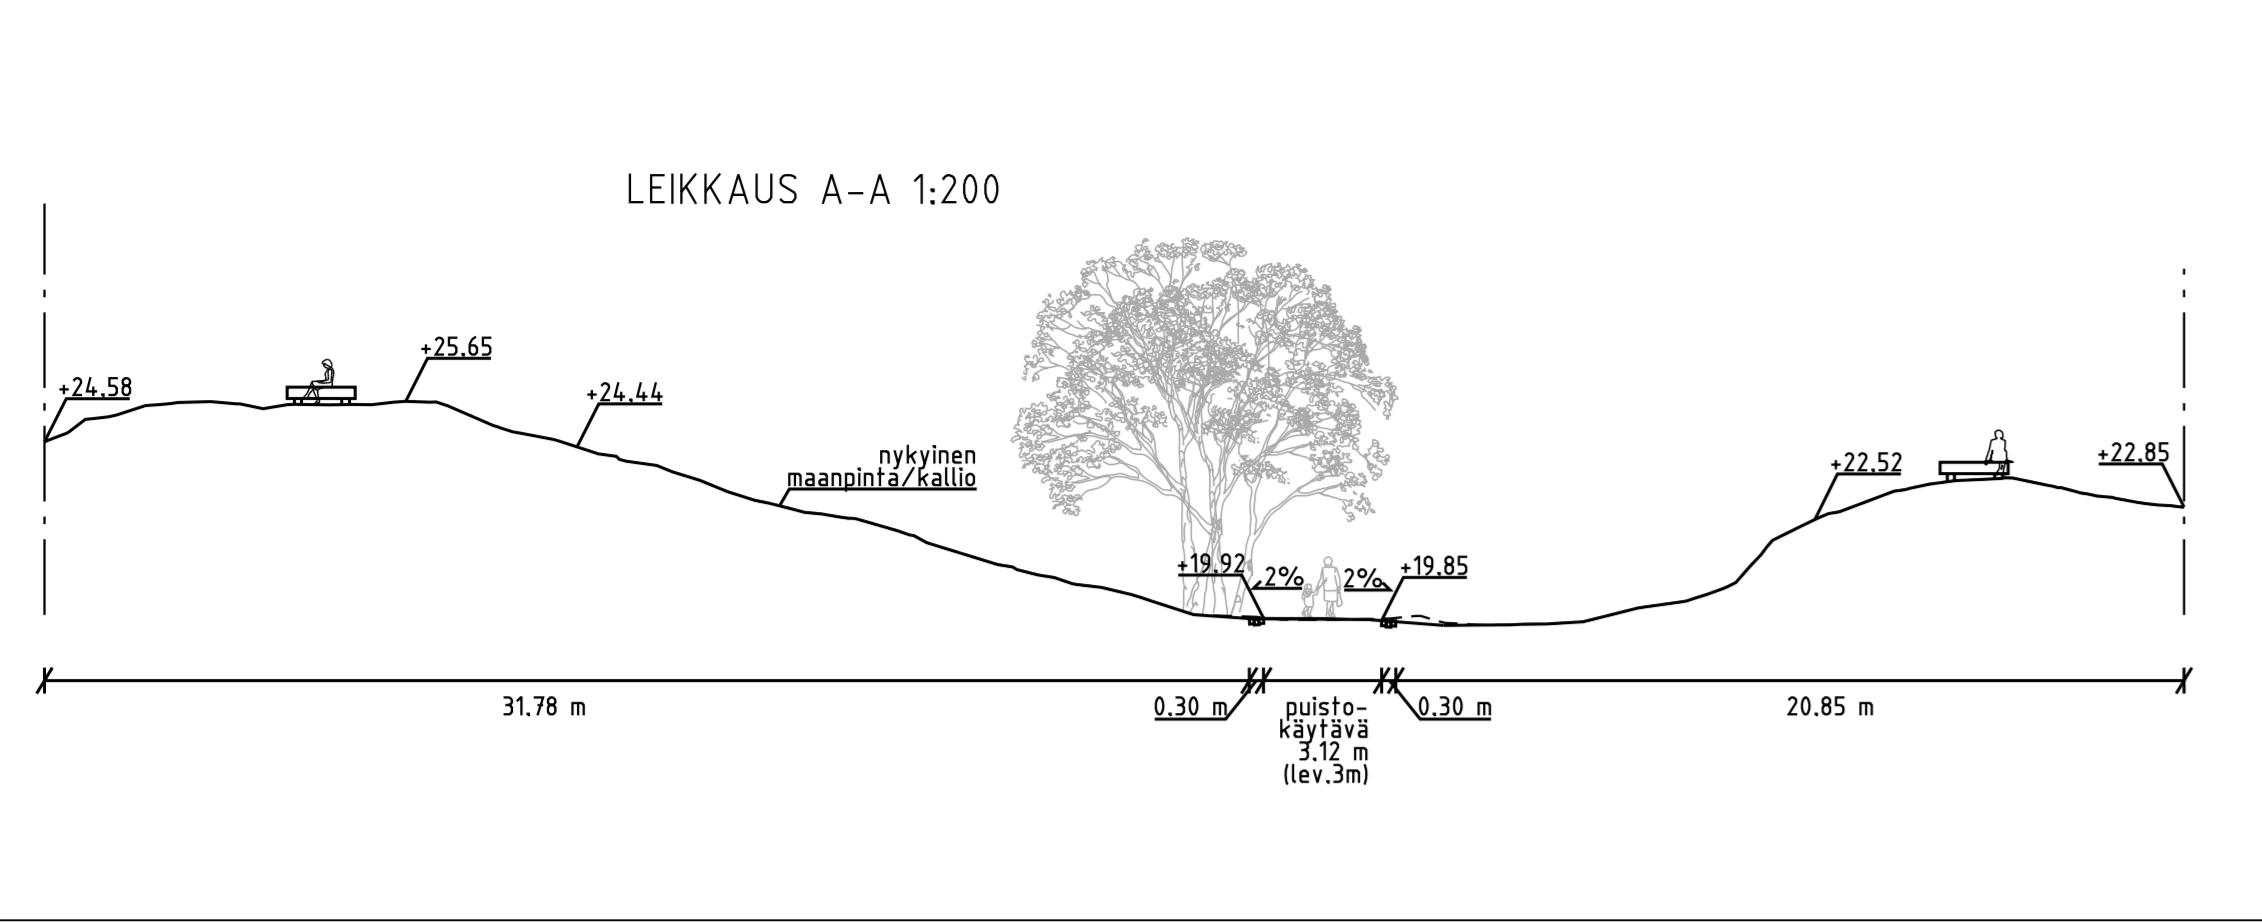 LEIKKAUS A-A 1:200
+24.58
+25.65
+24.44
nykyinen
maanpinta/kallio
+19.92
2%
2%
+19.85
+22.52
+22.85
31.78 m
0.30 m
puisto-
käytävä
3.12 m
(lev.3m)
0.30 m
20.85 m